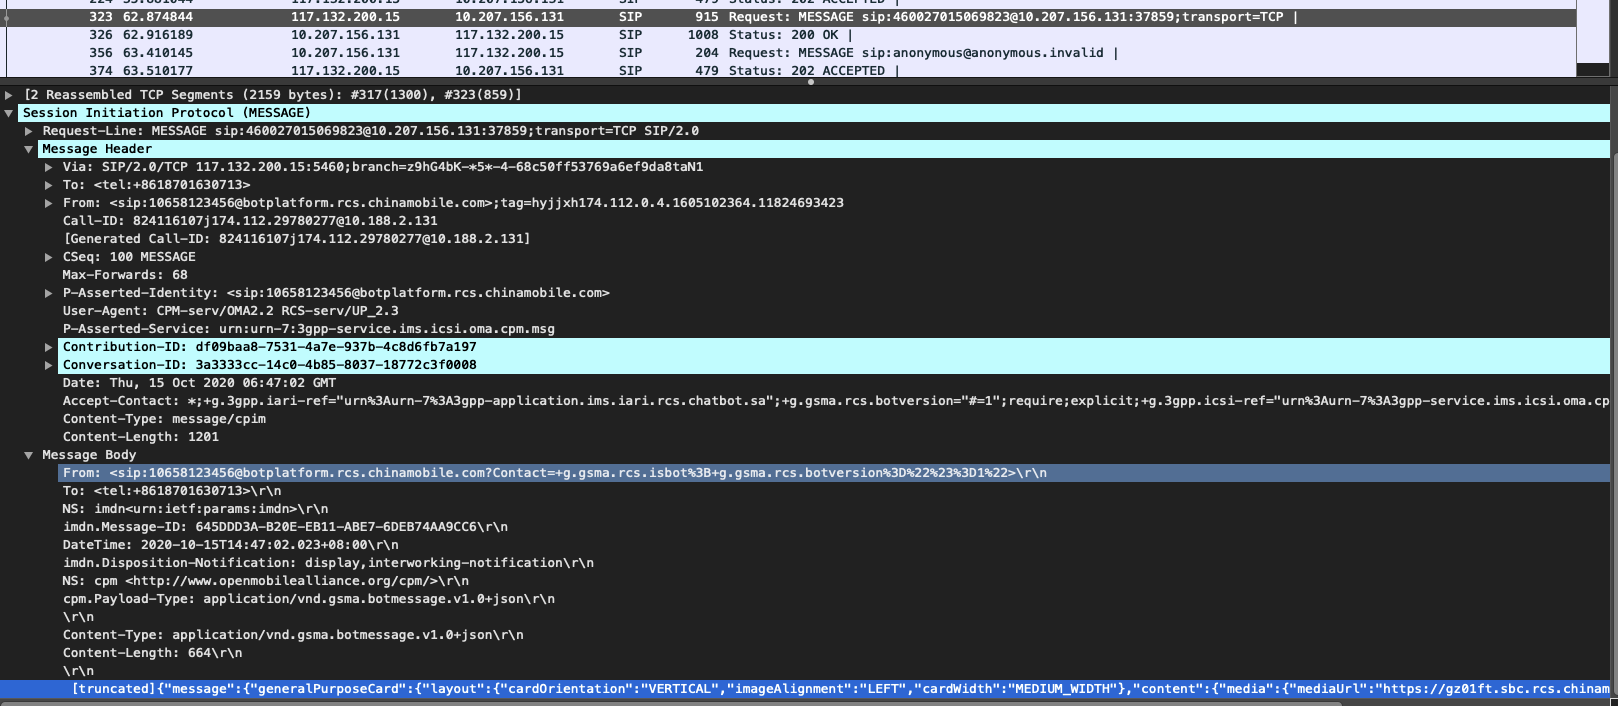 323 62.874844 117.132.200.15 10.207.156.131 SIP 915 Request: MESSAGE sip:460027015069823@10.207.156.131:37859;transport=TCP |
326 62.916189 10.207.156.131 117.132.200.15 SIP 1008 Status: 200 OK |
356 63.410145 10.207.156.131 117.132.200.15 SIP 204 Request: MESSAGE sip:anonymous@anonymous.invalid |
374 63.510177 117.132.200.15 10.207.156.131 SIP 479 Status: 202 ACCEPTED |
[2 Reassembled TCP Segments (2159 bytes): #317(1300), #323(859)]
Session Initiation Protocol (MESSAGE)
Request-Line: MESSAGE sip:460027015069823@10.207.156.131:37859;transport=TCP SIP/2.0
Message Header
Via: SIP/2.0/TCP 117.132.200.15:5460;branch=z9hG4bK-*5*-4-68c50ff53769a6ef9da8taN1
To: <tel:+8618701630713>
From: <sip:10658123456@botplatform.rcs.chinamobile.com>;tag=hyjjxh174.112.0.4.1605102364.11824693423
Call-ID: 824116107j174.112.29780277@10.188.2.131
[Generated Call-ID: 824116107j174.112.29780277@10.188.2.131]
CSeq: 100 MESSAGE
Max-Forwards: 68
P-Asserted-Identity: <sip:10658123456@botplatform.rcs.chinamobile.com>
User-Agent: CPM-serv/OMA2.2 RCS-serv/UP_2.3
P-Asserted-Service: urn:urn-7:3gpp-service.ims.icsi.oma.cpm.msg
Contribution-ID: df09baa8-7531-4a7e-937b-4c8d6fb7a197
Conversation-ID: 3a3333cc-14c0-4b85-8037-18772c3f0008
Date: Thu, 15 Oct 2020 06:47:02 GMT
Accept-Contact: *;+g.3gpp.iari-ref="urn%3Aurn-7%3A3gpp-application.ims.iari.rcs.chatbot.sa";+g.gsma.rcs.botversion="#=1";require;explicit;+g.3gpp.icsi-ref="urn%3Aurn-7%3A3gpp-service.ims.icsi.oma.cp
Content-Type: message/cpim
Content-Length: 1201
Message Body
From: <sip:10658123456@botplatform.rcs.chinamobile.com?Contact=+g.gsma.rcs.isbot%3B+g.gsma.rcs.botversion%3D%22%23%3D1%22>\r\n
To: <tel:+8618701630713>\r\n
NS: imdn<urn:ietf:params:imdn>\r\n
imdn.Message-ID: 645DDD3A-B20E-EB11-ABE7-6DEB74AA9CC6\r\n
DateTime: 2020-10-15T14:47:02.023+08:00\r\n
imdn.Disposition-Notification: display,interworking-notification\r\n
NS: cpm <http://www.openmobilealliance.org/cpm/>\r\n
cpm.Payload-Type: application/vnd.gsma.botmessage.v1.0+json\r\n
\r\n
Content-Type: application/vnd.gsma.botmessage.v1.0+json\r\n
Content-Length: 664\r\n
\r\n
[truncated]{"message":{"generalPurposeCard":{"layout":{"cardOrientation":"VERTICAL","imageAlignment":"LEFT","cardWidth":"MEDIUM_WIDTH"},"content":{"media":{"mediaUrl":"https://gz01ft.sbc.rcs.chinam